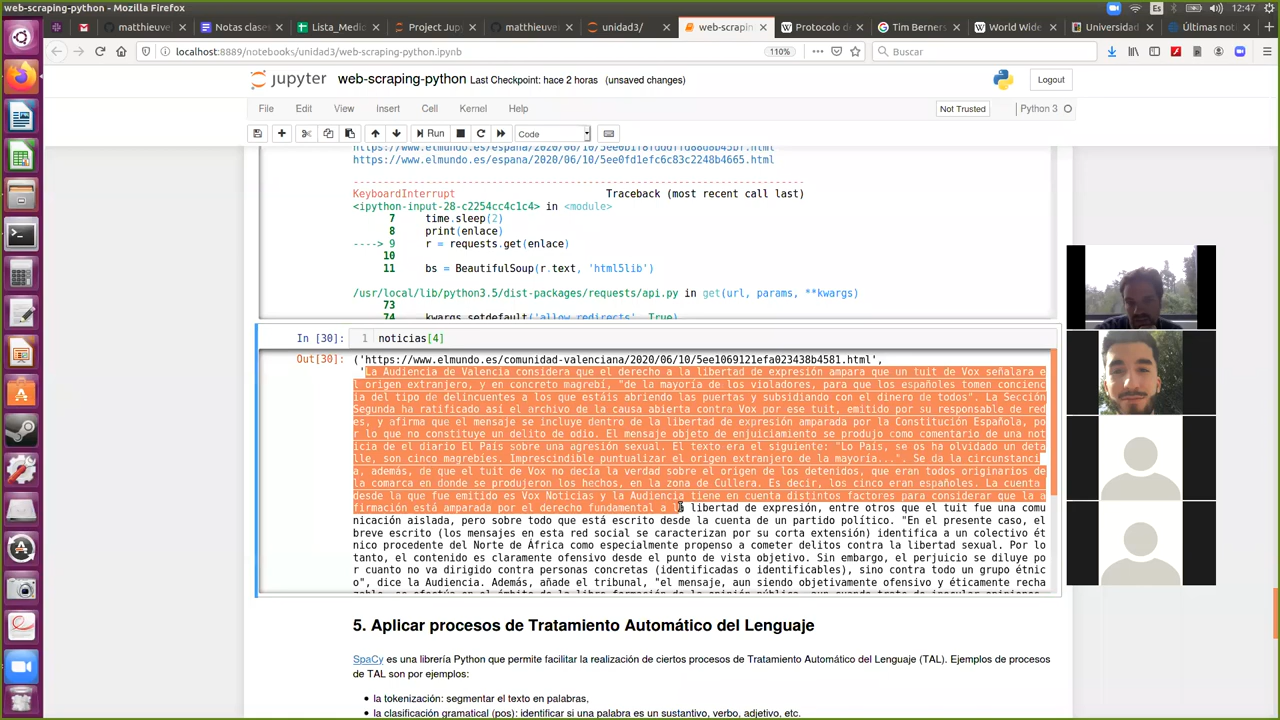 web-scraping-python - Mozilla Firefox
Es
12:47
matthieuvel
Notas clases
Lista_Medic
Project Jup
matthieuvel
unidad3/
web-scrapin
Protocolo d
Tim Berners
World Wide
Universidad
Últimas not
localhost:8889/notebooks/unidad3/web-scraping-python.ipynb
110%
Buscar
jupyter web-scraping-python Last Checkpoint: hace 2 horas (unsaved changes)
Logout
File Edit View Insert Cell Kernel Help
Not Trusted
Python 3
Run
Code
https://www.elmundo.es/espana/2020/06/10/5ee0fd1efc6c83c2248b4665.html
---------------------------------------------------------------------------
KeyboardInterrupt Traceback (most recent call last)
<ipython-input-28-c2254cc4c1c4> in <module>
7 time.sleep(2)
8 print(enlace)
----> 9 r = requests.get(enlace)
10
11 bs = BeautifulSoup(r.text, 'html5lib')
/usr/local/lib/python3.5/dist-packages/requests/api.py in get(url, params, **kwargs)
73
74 kwargs.setdefault('allow_redirects', True)
In [30]: 1 noticias[4]
Out[30]: ('https://www.elmundo.es/comunidad-valenciana/2020/06/10/5ee1069121efa023438b4581.html',
'La Audiencia de Valencia considera que el derecho a la libertad de expresión ampara que un tuit de Vox señalara e
l origen extranjero, y en concreto magrebí, "de la mayoría de los violadores, para que los españoles tomen concienc
ia del tipo de delincuentes a los que estáis abriendo las puertas y subsidiando con el dinero de todos". La Sección
Segunda ha ratificado así el archivo de la causa abierta contra Vox por ese tuit, emitido por su responsable de red
es, y afirma que el mensaje se incluye dentro de la libertad de expresión amparada por la Constitución Española, po
r lo que no constituye un delito de odio. El mensaje objeto de enjuiciamiento se produjo como comentario de una not
icia de el diario El País sobre una agresión sexual. El texto era el siguiente: "Lo País, se os ha olvidado un deta
lle, son cinco magrebíes. Imprescindible puntualizar el origen extranjero de la mayoría...". Se da la circunstanci
a, además, de que el tuit de Vox no decía la verdad sobre el origen de los detenidos, que eran todos originarios de
la comarca en donde se produjeron los hechos, en la zona de Cullera. Es decir, los cinco eran españoles. La cuenta
desde la que fue emitido es Vox Noticias y la Audiencia tiene en cuenta distintos factores para considerar que la a
firmación está amparada por el derecho fundamental a la libertad de expresión, entre otros que el tuit fue una comu
nicación aislada, pero sobre todo que está escrito desde la cuenta de un partido político. "En el presente caso, el
breve escrito (los mensajes en esta red social se caracterizan por su corta extensión) identifica a un colectivo ét
nico procedente del Norte de África como especialmente propenso a cometer delitos contra la libertad sexual. Por lo
tanto, el contenido es claramente ofensivo desde el punto de vista objetivo. Sin embargo, el perjuicio se diluye po
r cuanto no va dirigido contra personas concretas (identificadas o identificables), sino contra todo un grupo étnic
o", dice la Audiencia. Además, añade el tribunal, "el mensaje, aun siendo objetivamente ofensivo y éticamente recha
5. Aplicar procesos de Tratamiento Automático del Lenguaje
SpaCy es una librería Python que permite facilitar la realización de ciertos procesos de Tratamiento Automático del Lenguaje (TAL). Ejemplos de procesos
de TAL son por ejemplos:
• la tokenización: segmentar el texto en palabras,
• la clasificación gramatical (pos): identificar si una palabra es un sustantivo, verbo, adjetivo, etc.